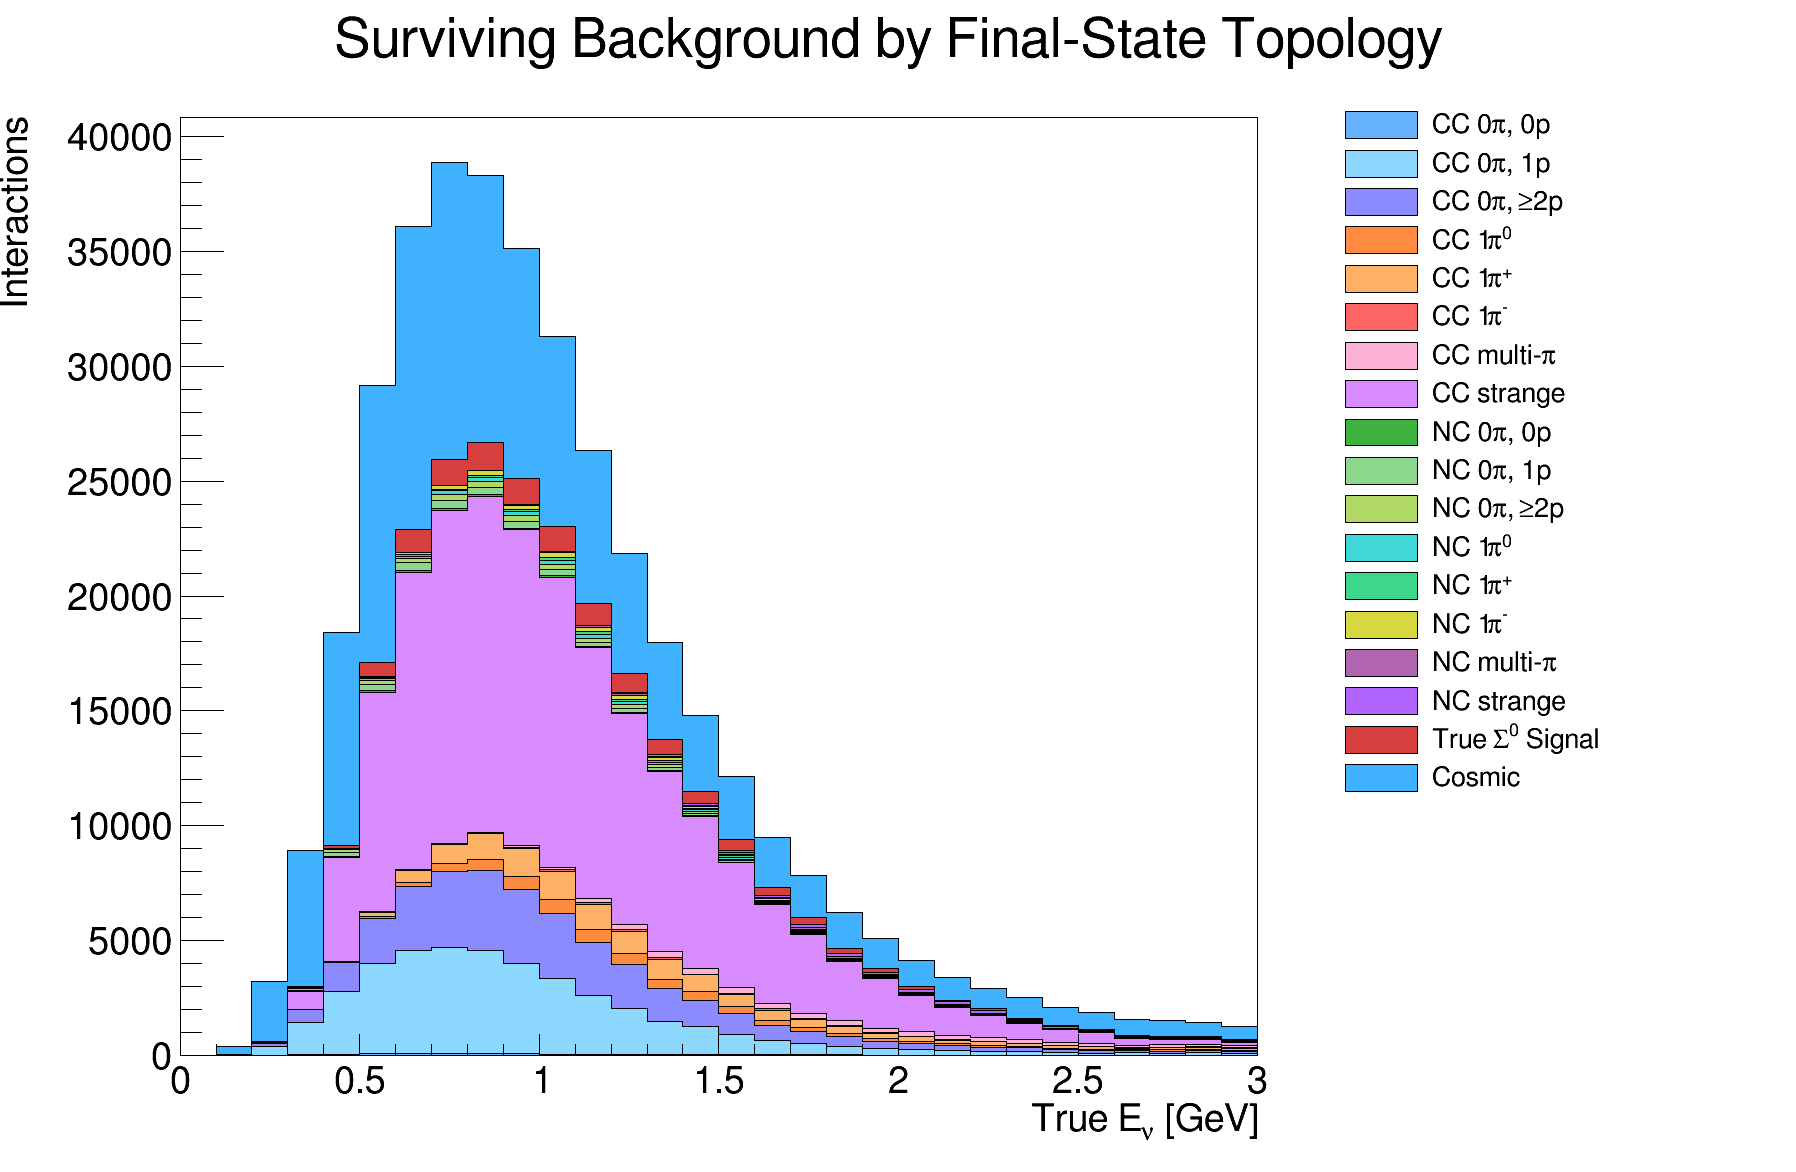 Surviving Background by Final-State Topology
Interactions
40000
35000
30000
25000
20000
15000
10000
5000
0
0 0.5 1 1.5 2 2.5 3
True Eν [GeV]
CC 0π, 0p
CC 0π, 1p
CC 0π, ≥2p
CC 1π⁰
CC 1π⁺
CC 1π⁻
CC multi-π
CC strange
NC 0π, 0p
NC 0π, 1p
NC 0π, ≥2p
NC 1π⁰
NC 1π⁺
NC 1π⁻
NC multi-π
NC strange
True Σ⁰ Signal
Cosmic